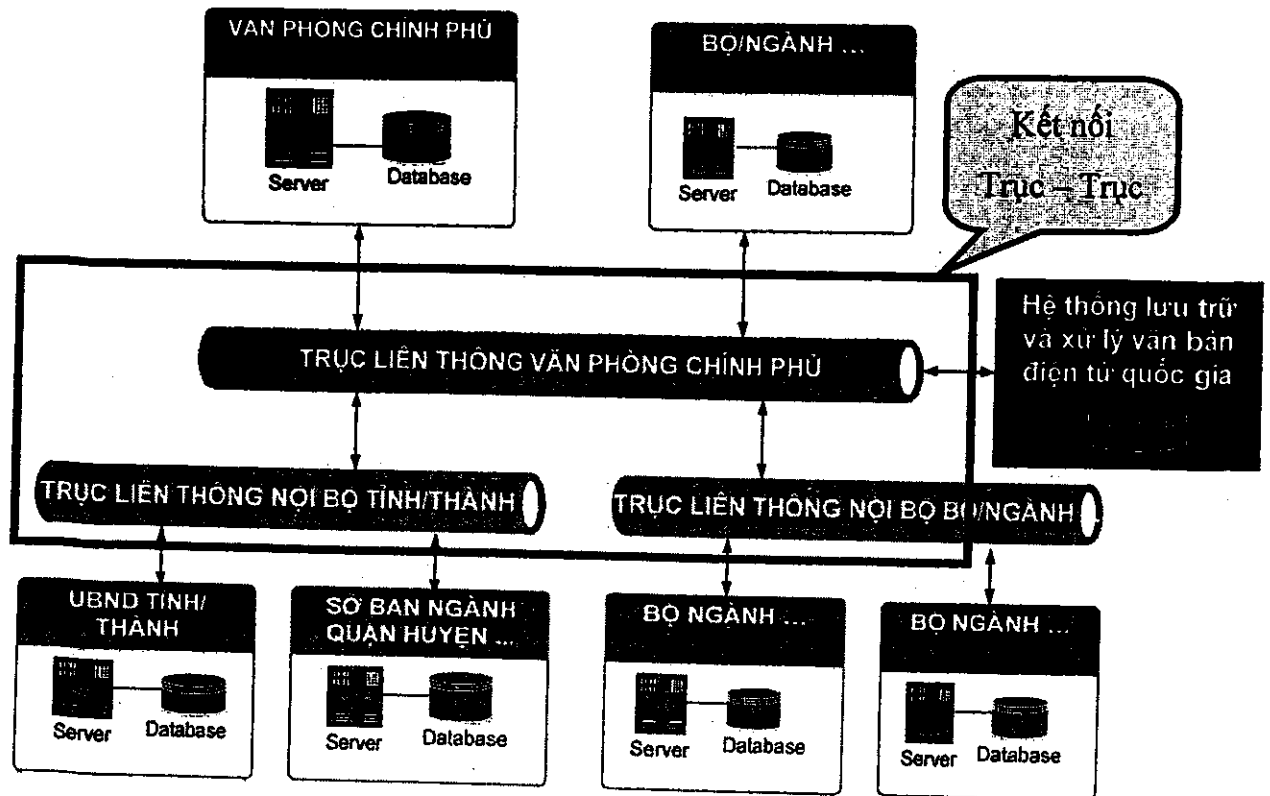 VĂN PHÒNG CHÍNH PHỦ
Server
Database
BỘ/NGÀNH ...
Server
Database
Kết nối
Trục – Trục
TRỤC LIÊN THÔNG VĂN PHÒNG CHÍNH PHỦ
Hệ thống lưu trữ
và xử lý văn bản
điện tử quốc gia
TRỤC LIÊN THÔNG NỘI BỘ TỈNH/THÀNH
TRỤC LIÊN THÔNG NỘI BỘ BỘ/NGÀNH
UBND TỈNH/
THÀNH
Server
Database
SỞ BAN NGÀNH
QUẬN HUYỆN ...
Server
Database
BỘ NGÀNH ...
Server
Database
BỘ NGÀNH ...
Server
Database